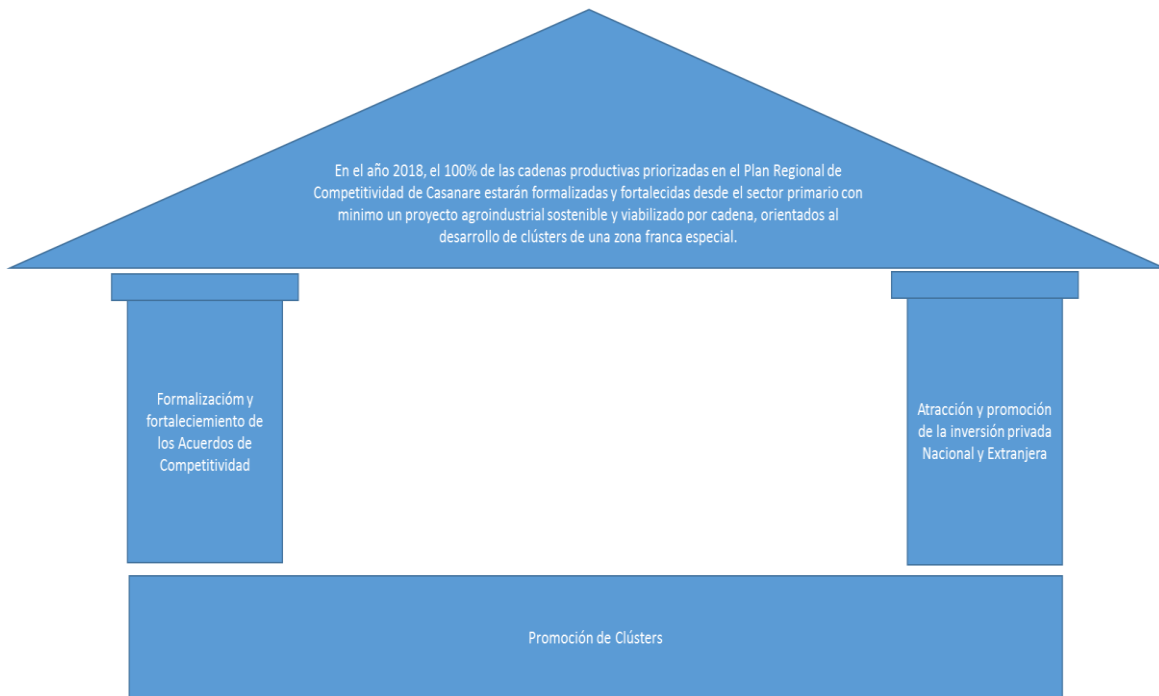 En el año 2018, el 100% de las cadenas productivas priorizadas en el Plan Regional de
Competitividad de Casanare estarán formalizadas y fortalecidas desde el sector primario con
minimo un proyecto agroindustrial sostenible y viabilizado por cadena, orientados al
desarrollo de clústers de una zona franca especial.
Formalizacióm y
fortaleciemiento de
los Acuerdos de
Competitividad
Atracción y promoción
de la inversión privada
Nacional y Extranjera
Promoción de Clústers